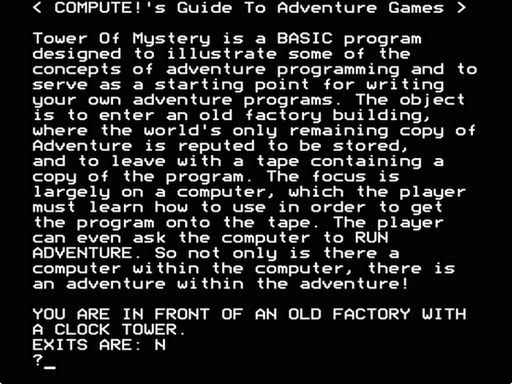 < COMPUTE!'s Guide To Adventure Games >
Tower Of Mystery is a BASIC program
designed to illustrate some of the
concepts of adventure programming and to
serve as a starting point for writing
your own adventure programs. The object
is to enter an old factory building,
where the world's only remaining copy of
Adventure is reputed to be stored,
and to leave with a tape containing a
copy of the program. The focus is
largely on a computer, which the player
must learn how to use in order to get
the program onto the tape. The player
can even ask the computer to RUN
ADVENTURE. So not only is there a
computer within the computer, there is
an adventure within the adventure!
YOU ARE IN FRONT OF AN OLD FACTORY WITH
A CLOCK TOWER.
EXITS ARE: N
?_